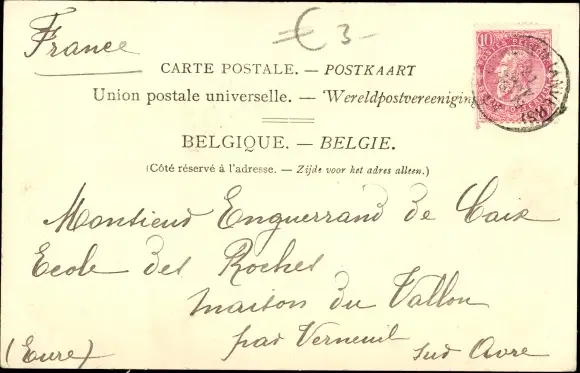 France
€ 3-
10
CARTE POSTALE. — POSTKAART
Union postale universelle. — Wereldpostvereeniging
BELGIQUE. — BELGIE.
(Côté réservé à l'adresse. — Zijde voor het adres alleen.)
Monsieur Enguerrand de Caix
Ecole des Roches
maison du Vallon
par Verneuil
(Eure) sur Avre